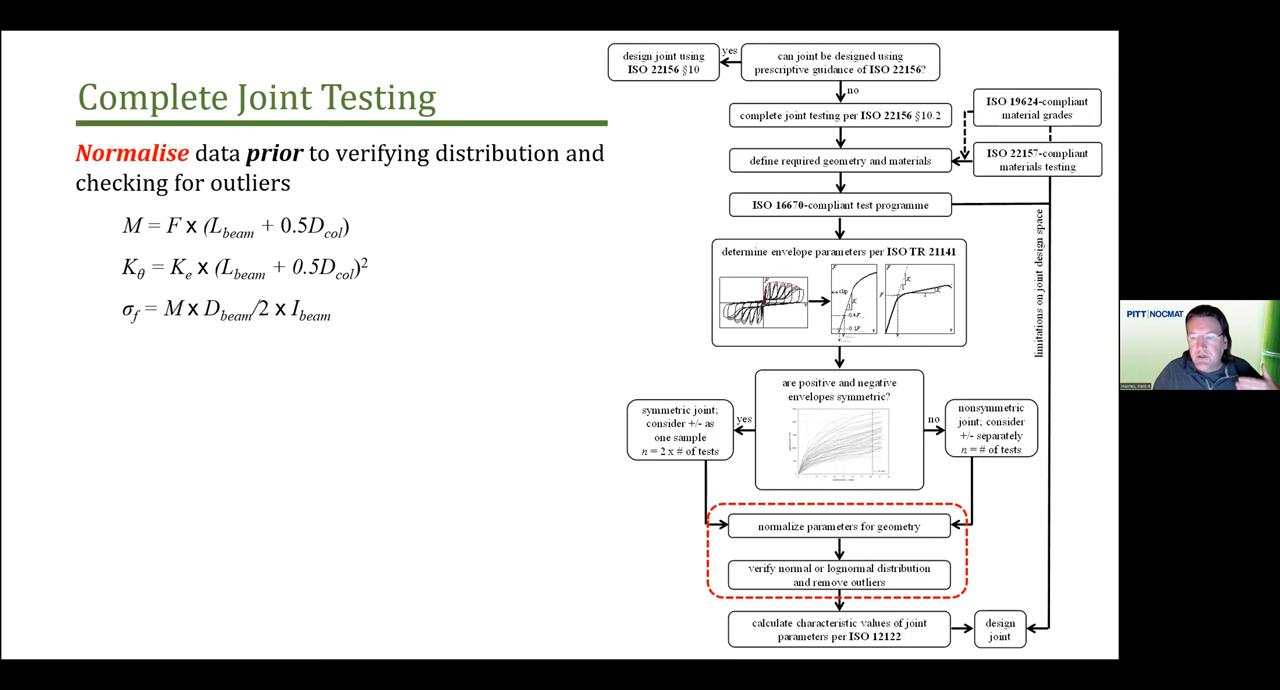 Complete Joint Testing
Normalise data prior to verifying distribution and
checking for outliers
M = F x (L_beam + 0.5D_col)
K_θ = K_e x (L_beam + 0.5D_col)²
σ_f = M x D_beam/2 x I_beam
design joint using
ISO 22156 §10
yes
can joint be designed using
prescriptive guidance of ISO 22156?
no
complete joint testing per ISO 22156 §10.2
ISO 19624-compliant
material grades
define required geometry and materials
ISO 22157-compliant
materials testing
ISO 16670-compliant test programme
limitations on joint design space
determine envelope parameters per ISO TR 21141
are positive and negative
envelopes symmetric?
symmetric joint;
consider +/- as
one sample
n = 2 x # of tests
yes
no
nonsymmetric
joint; consider
+/- separately
n = # of tests
normalize parameters for geometry
verify normal or lognormal distribution
and remove outliers
calculate characteristic values of joint
parameters per ISO 12122
design
joint
PITT | NOCMAT